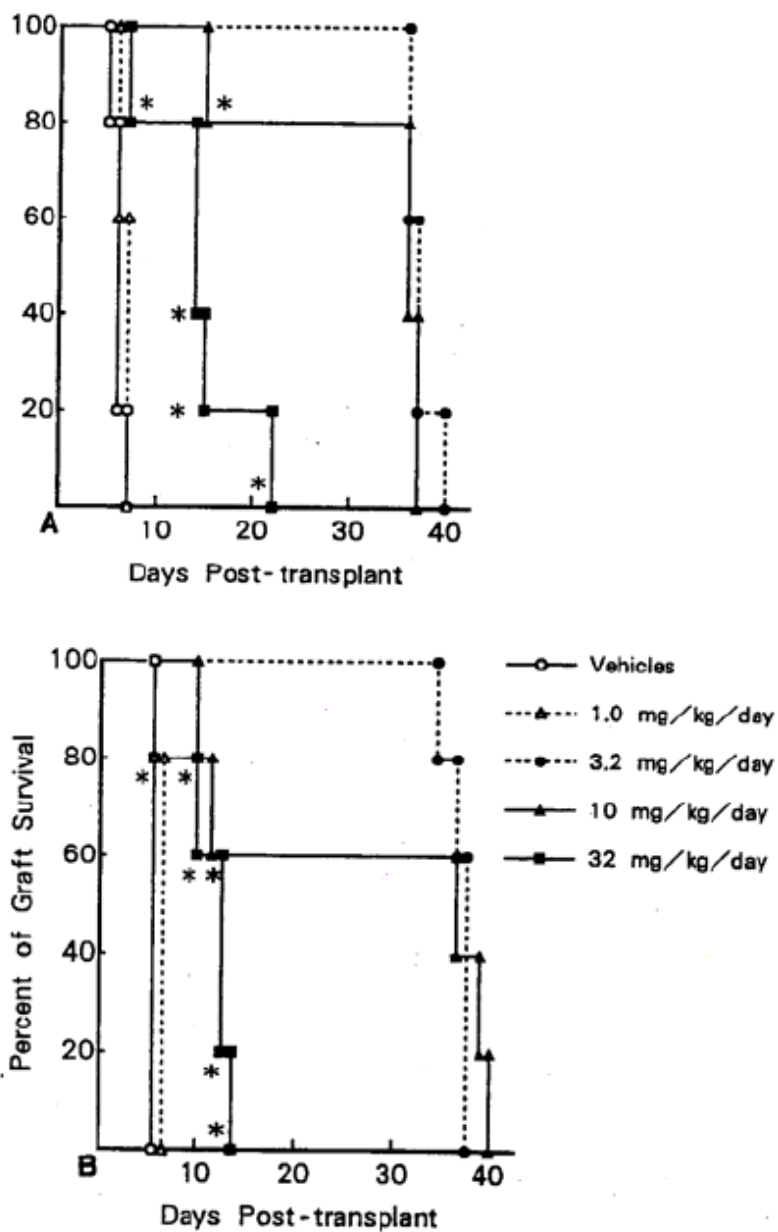 100
80
60
40
20
*
*
*
*
*
A
10 20 30 40
Days Post-transplant
Percent of Graft Survival
100
80
60
40
20
*
*
*
*
*
*
B
10 20 30 40
Days Post-transplant
Vehicles
1.0 mg/kg/day
3.2 mg/kg/day
10 mg/kg/day
32 mg/kg/day